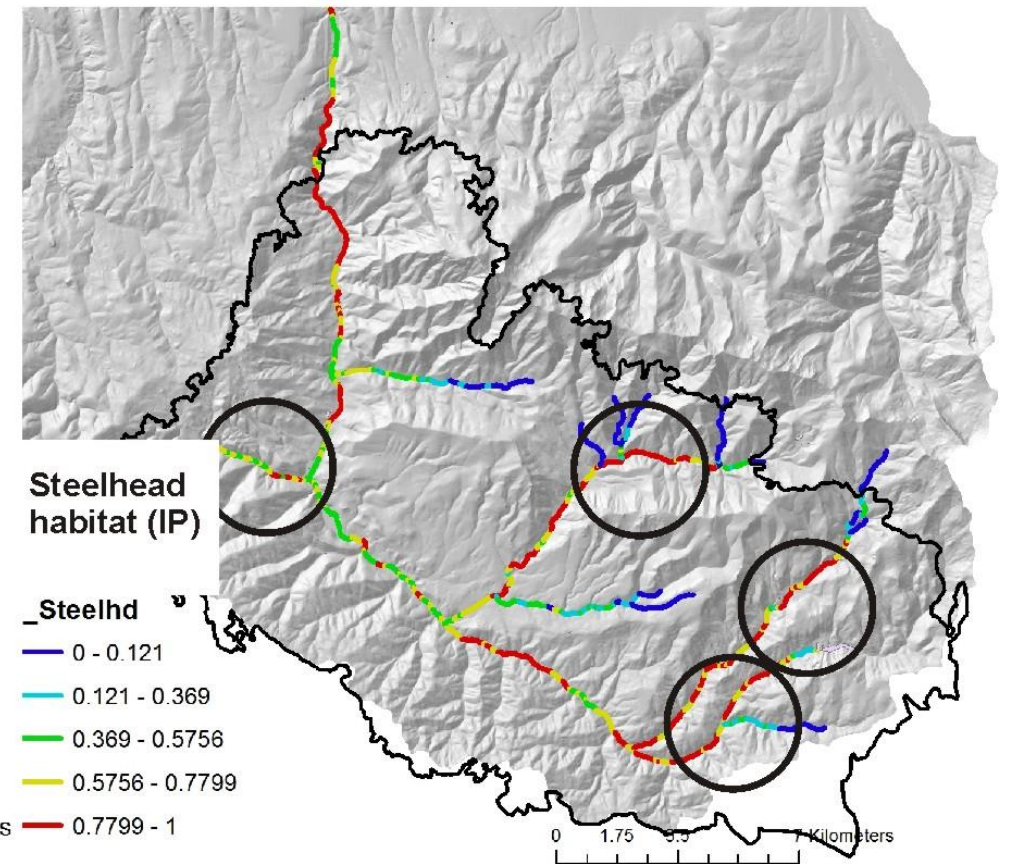 Steelhead
habitat (IP)
_Steelhd
0 - 0.121
0.121 - 0.369
0.369 - 0.5756
0.5756 - 0.7799
s
0.7799 - 1
0 1.75 3.5 7 Kilometers